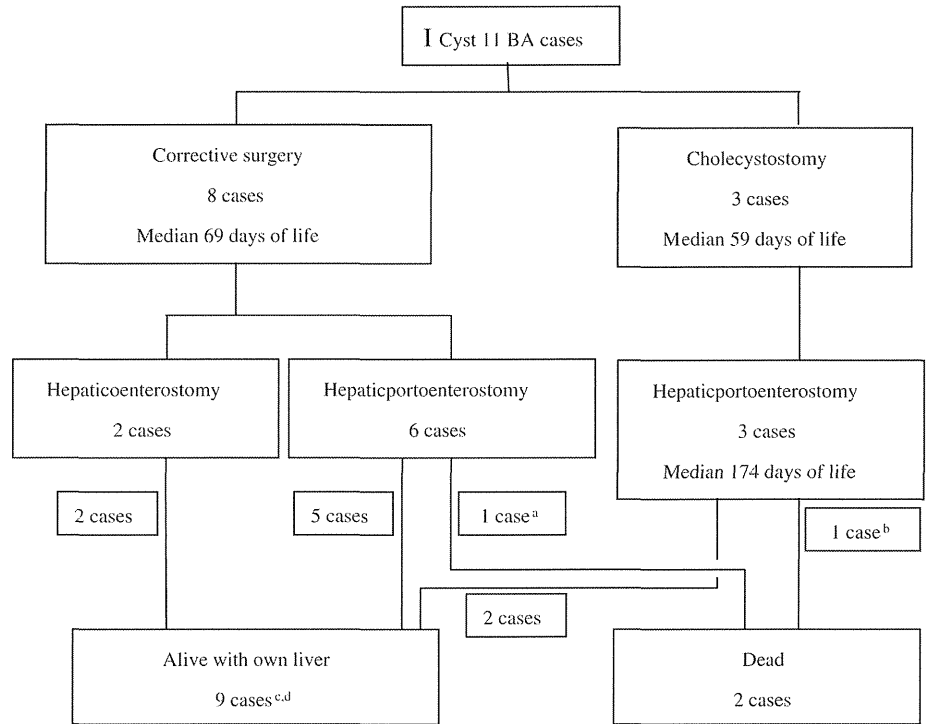 I Cyst 11 BA cases
Corrective surgery
8 cases
Median 69 days of life
Cholecystostomy
3 cases
Median 59 days of life
Hepaticoenterostomy
2 cases
Hepaticportoenterostomy
6 cases
Hepaticportoenterostomy
3 cases
Median 174 days of life
2 cases
5 cases
1 case a
1 case b
2 cases
Alive with own liver
9 cases c,d
Dead
2 cases